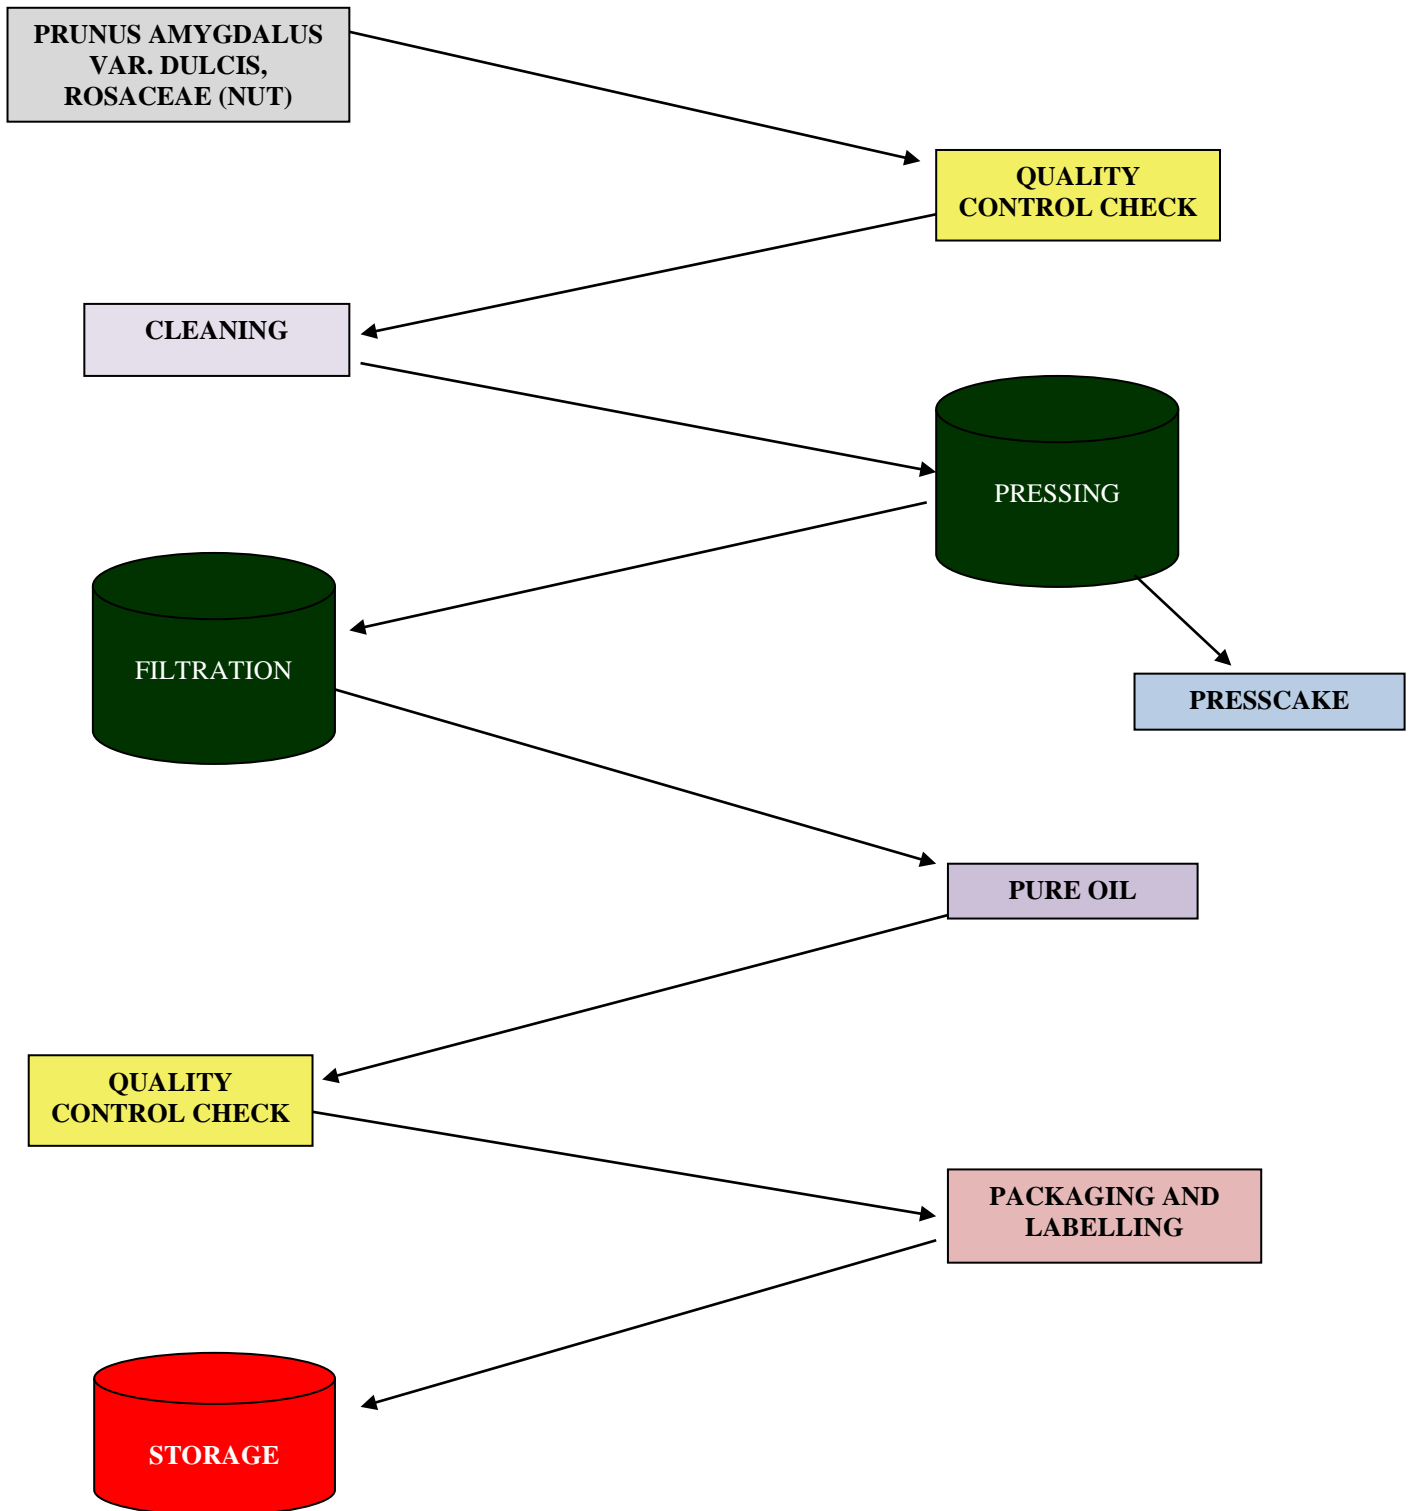 PRUNUS AMYGDALUS
VAR. DULCIS,
ROSACEAE (NUT)
QUALITY
CONTROL CHECK
CLEANING
PRESSING
FILTRATION
PRESSCAKE
PURE OIL
QUALITY
CONTROL CHECK
PACKAGING AND
LABELLING
STORAGE